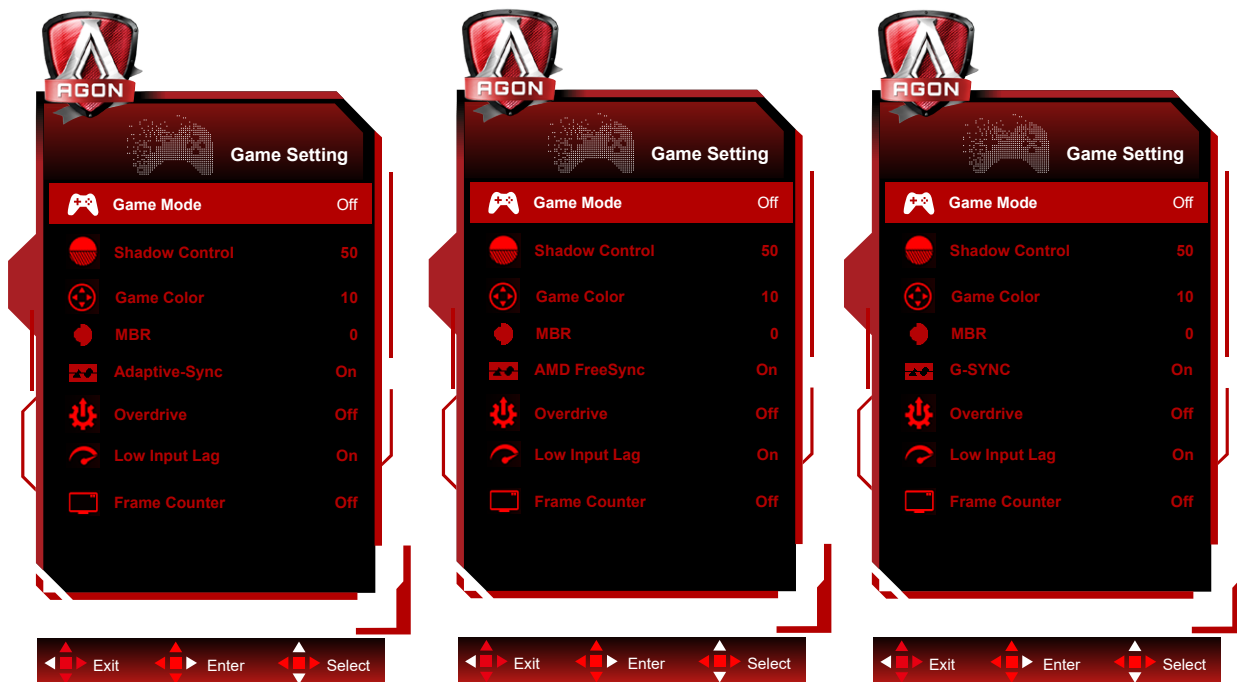 AGON
Game Setting
Game Mode Off
Shadow Control 50
Game Color 10
MBR 0
Adaptive-Sync On
Overdrive Off
Low Input Lag On
Frame Counter Off
Exit Enter Select
AGON
Game Setting
Game Mode Off
Shadow Control 50
Game Color 10
MBR 0
AMD FreeSync On
Overdrive Off
Low Input Lag On
Frame Counter Off
Exit Enter Select
AGON
Game Setting
Game Mode Off
Shadow Control 50
Game Color 10
MBR 0
G-SYNC On
Overdrive Off
Low Input Lag On
Frame Counter Off
Exit Enter Select